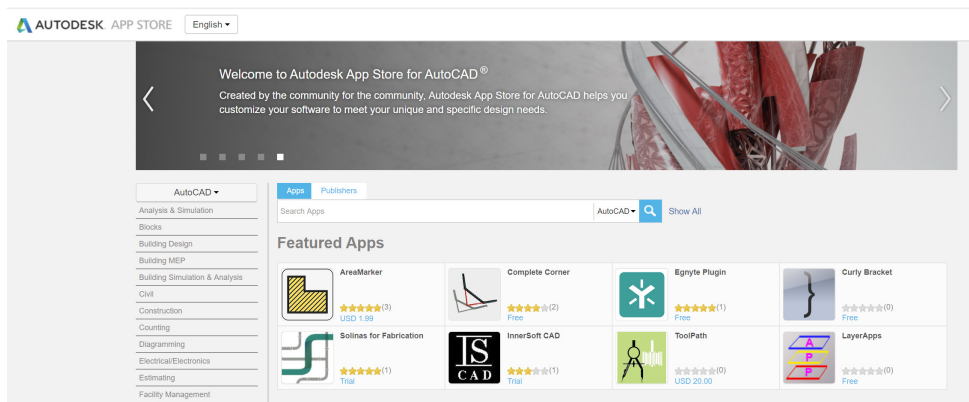 AUTODESK. APP STORE English
Welcome to Autodesk App Store for AutoCAD®
Created by the community for the community, Autodesk App Store for AutoCAD helps you
customize your software to meet your unique and specific design needs.
AutoCAD
Analysis & Simulation
Blocks
Building Design
Building MEP
Building Simulation & Analysis
Civil
Construction
Counting
Diagramming
Electrical/Electronics
Estimating
Facility Management
Apps Publishers
Search Apps AutoCAD Show All
Featured Apps
AreaMarker
(3)
USD 1.99
Complete Corner
(2)
Free
Egnyte Plugin
(1)
Free
}
Curly Bracket
(0)
Free
Solinas for Fabrication
(1)
Trial
IS
CAD
InnerSoft CAD
(1)
Trial
ToolPath
(0)
USD 20.00
A
P
P
LayerApps
(0)
Free